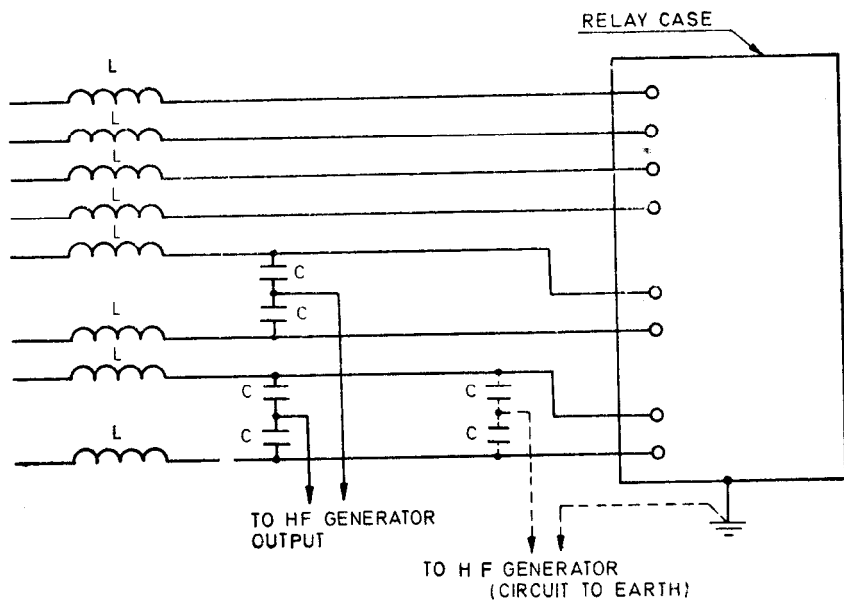 RELAY CASE
L
L
L
L
L
C
C
L
L
C
C
C
C
L
TO HF GENERATOR
OUTPUT
TO H F GENERATOR
(CIRCUIT TO EARTH)